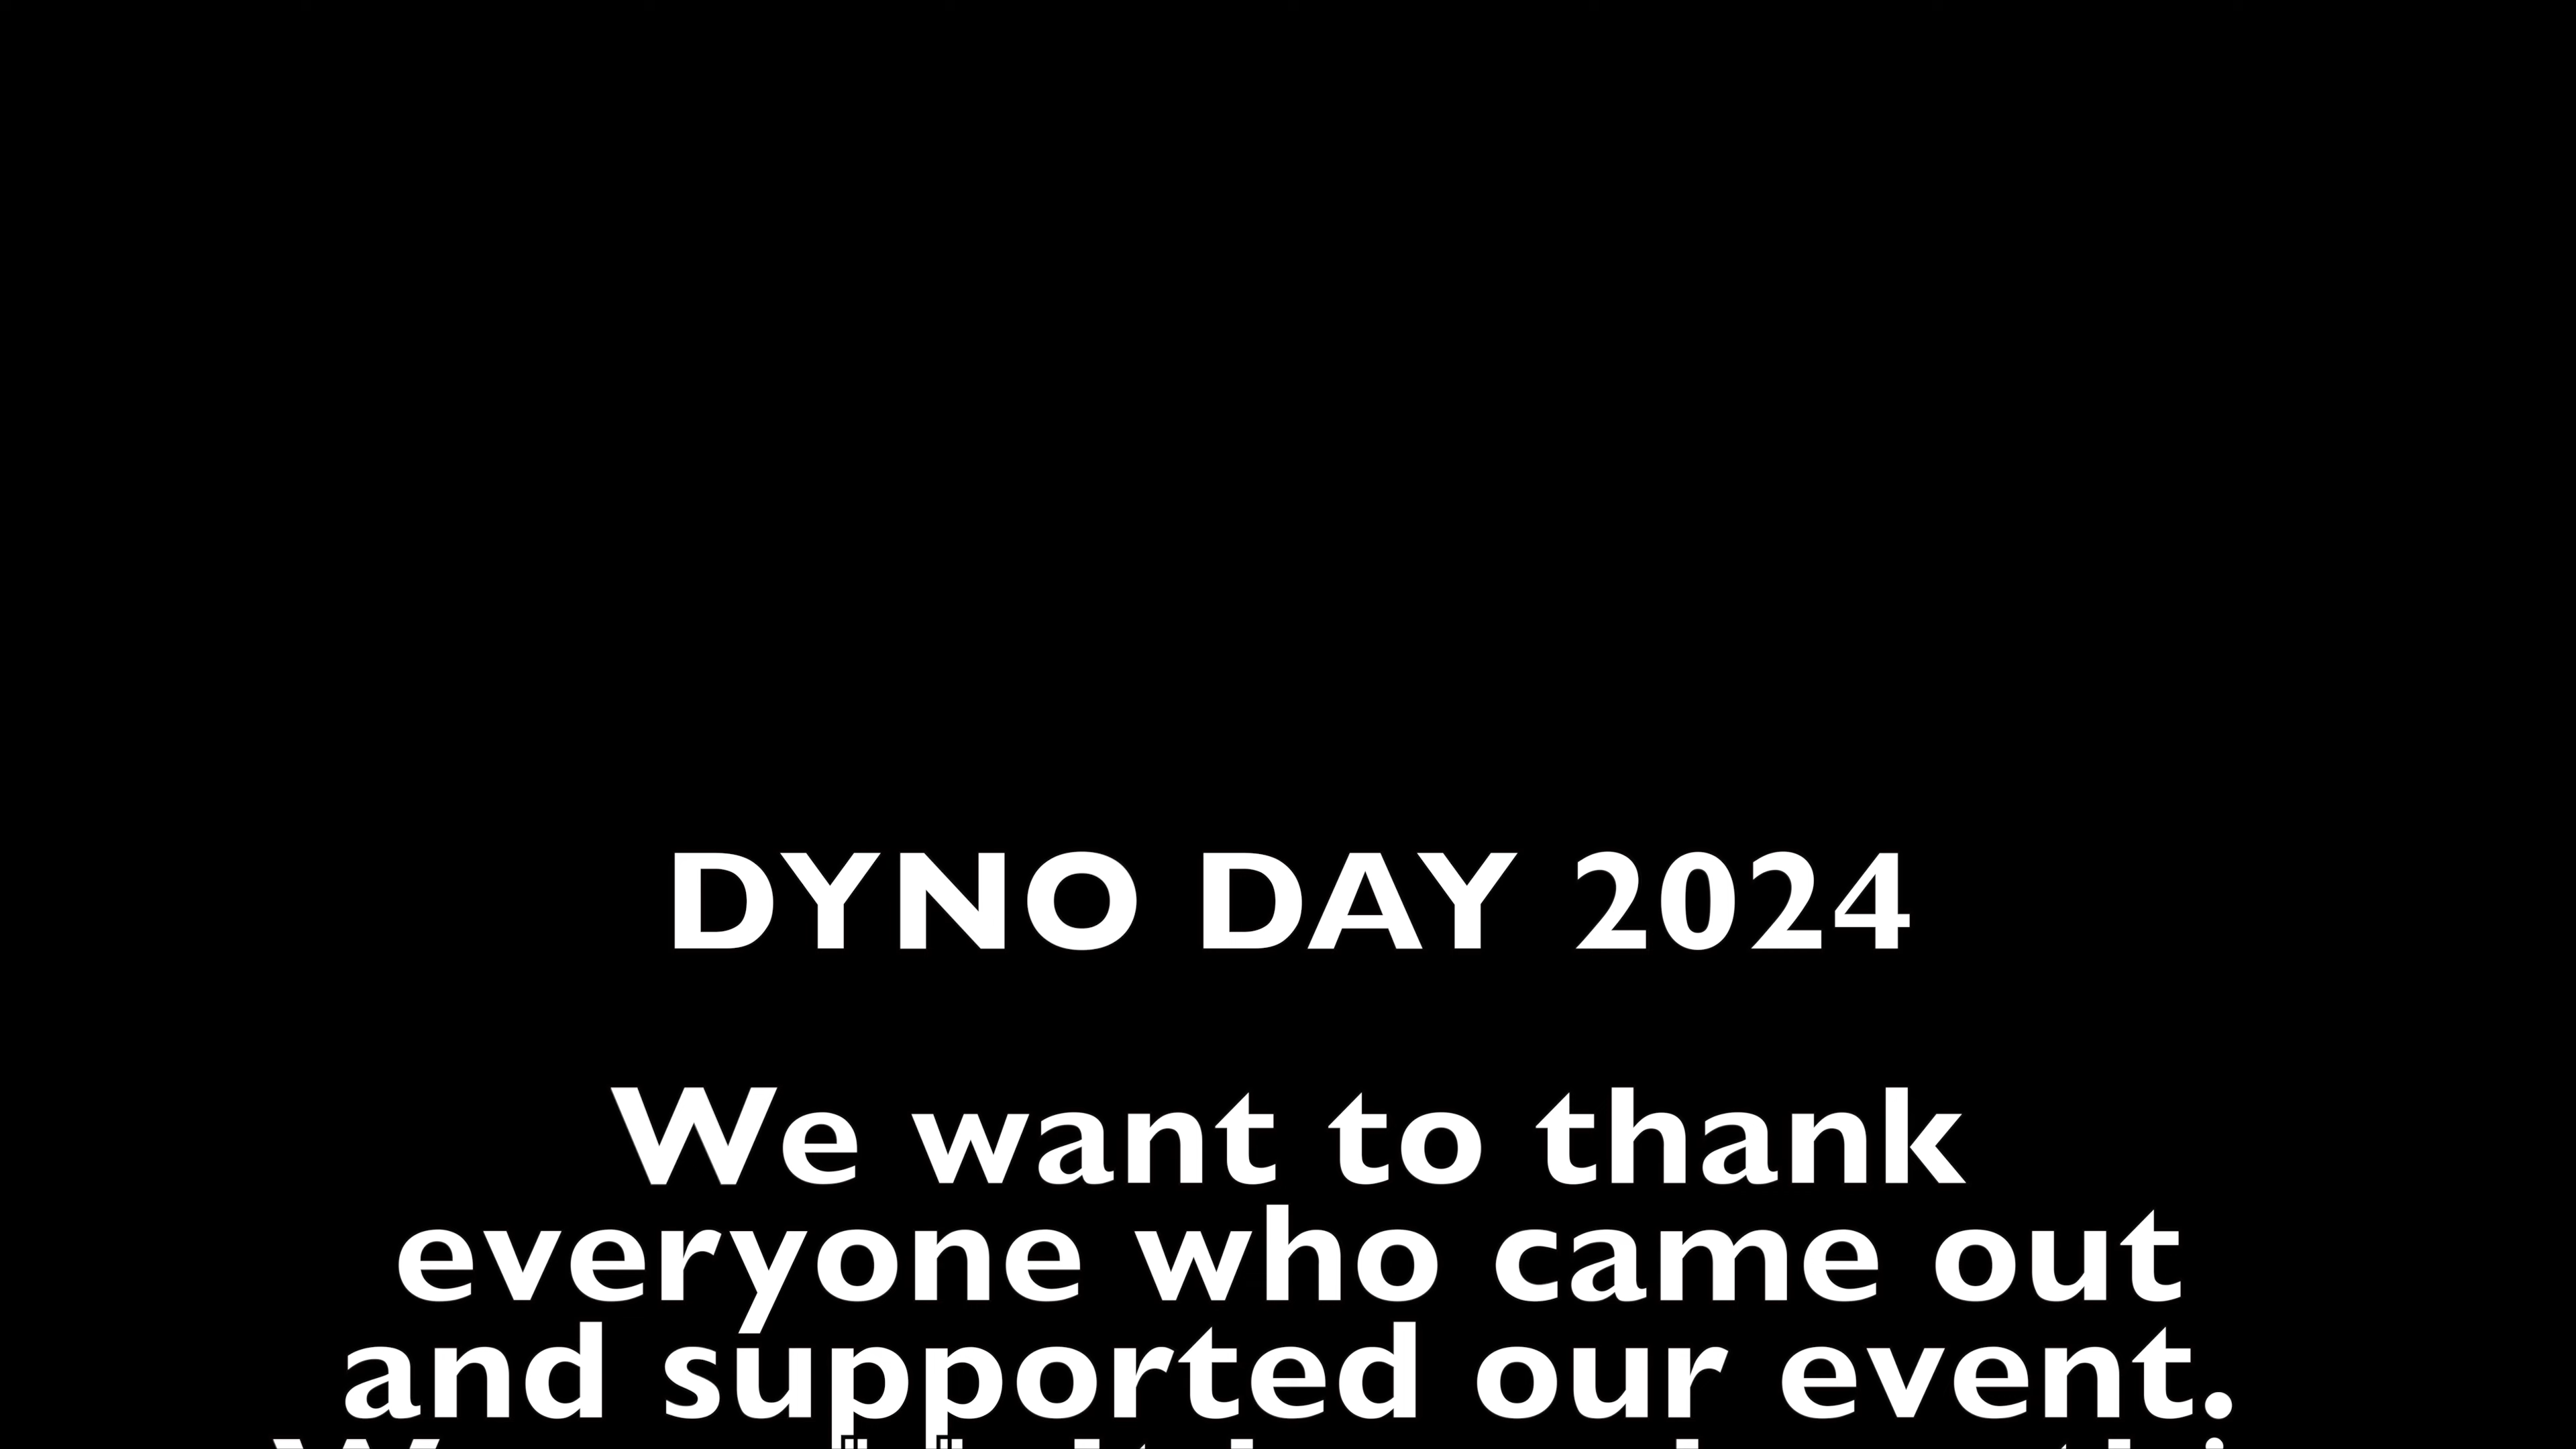 DYNO DAY 2024
We want to thank
everyone who came out
and supported our event.